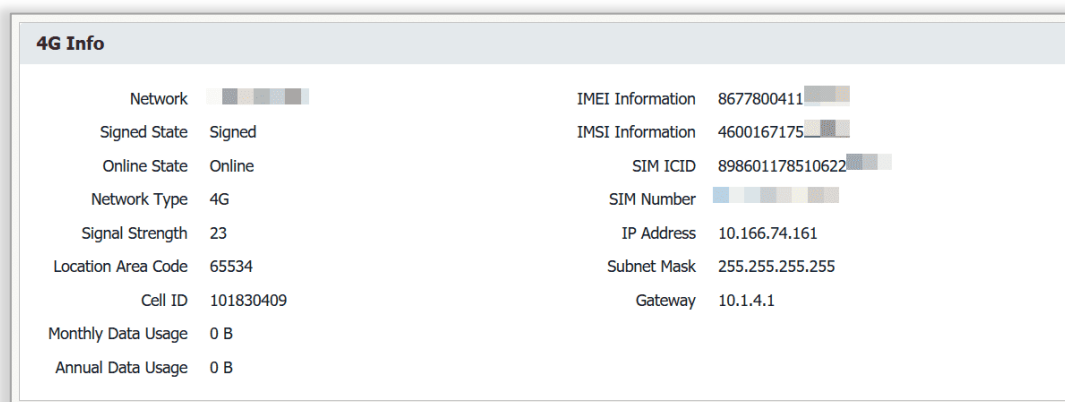 4G Info
Network
IMEI Information 8677800411
Signed State Signed
IMSI Information 4600167175
Online State Online
SIM ICID 898601178510622
Network Type 4G
SIM Number
Signal Strength 23
IP Address 10.166.74.161
Location Area Code 65534
Subnet Mask 255.255.255.255
Cell ID 101830409
Gateway 10.1.4.1
Monthly Data Usage 0 B
Annual Data Usage 0 B